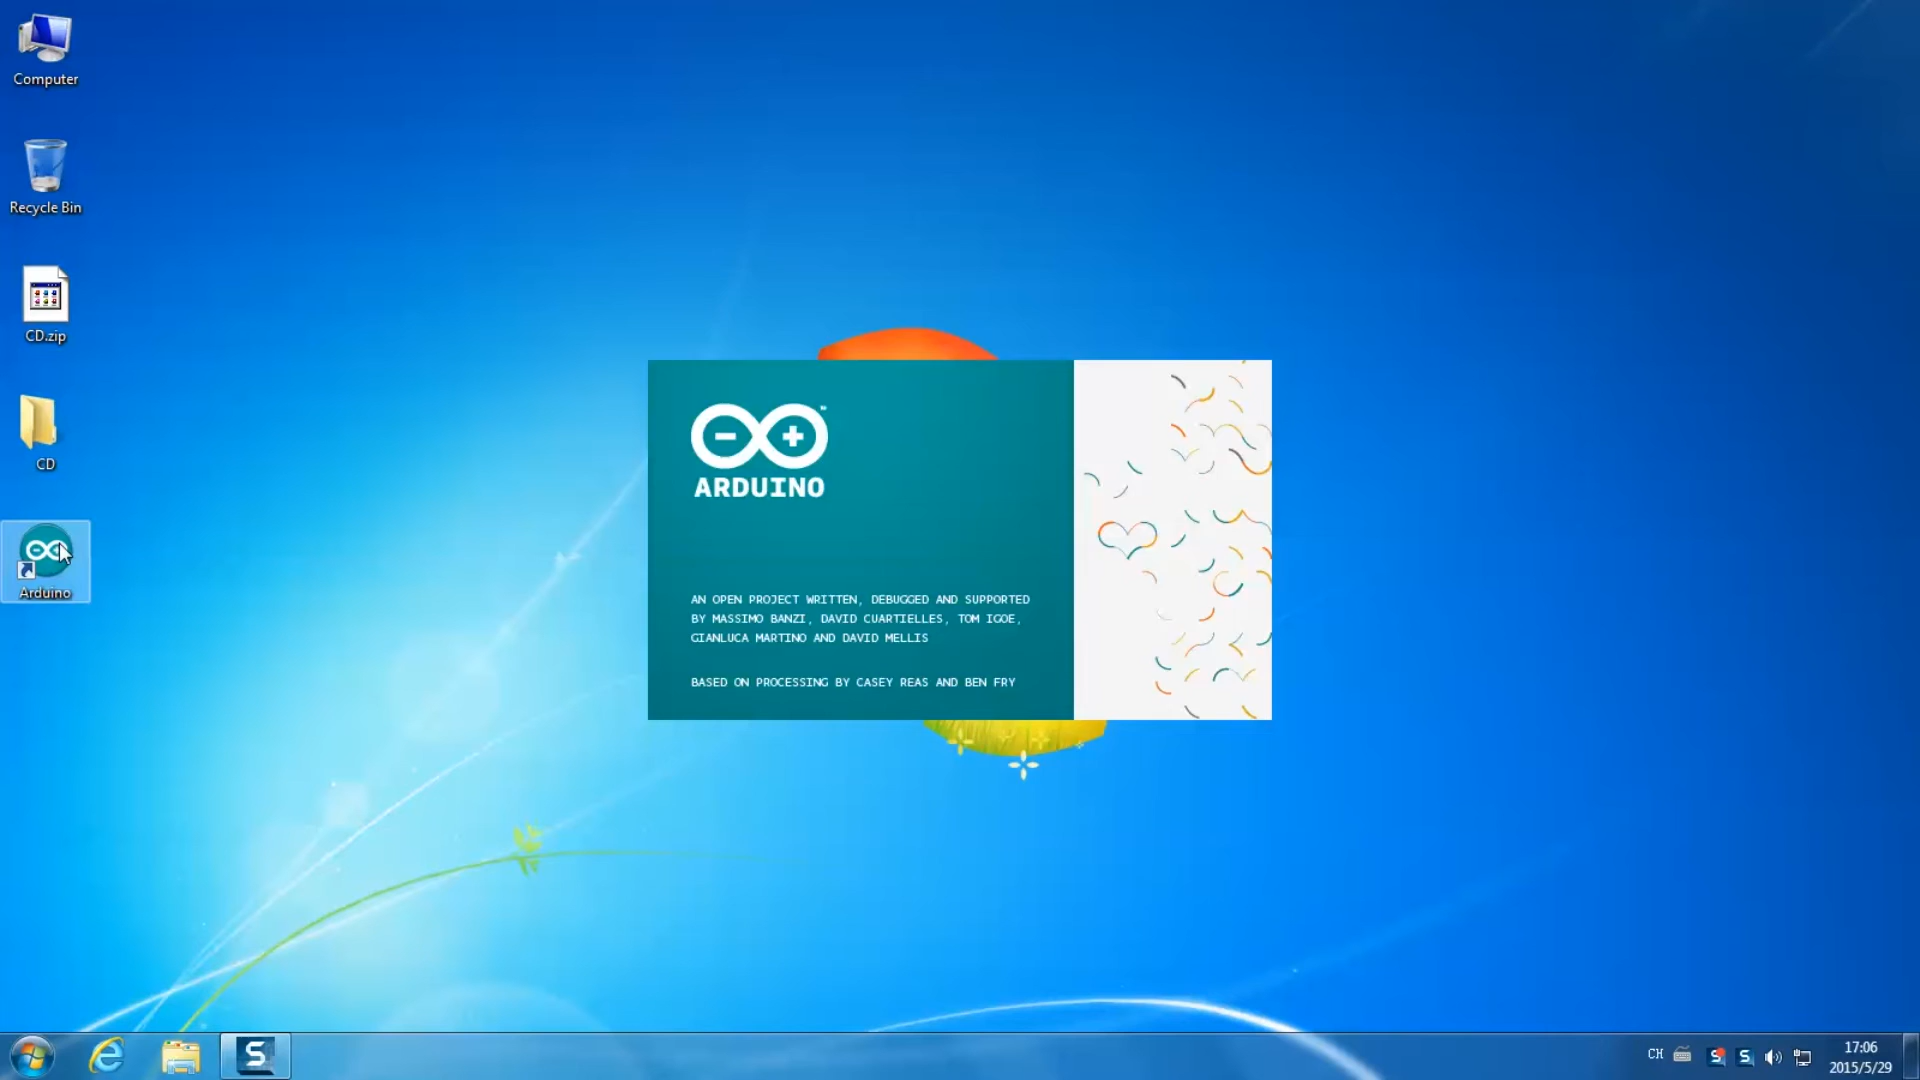 Computer
Recycle Bin
CD.zip
CD
Arduino
ARDUINO
AN OPEN PROJECT WRITTEN, DEBUGGED AND SUPPORTED
BY MASSIMO BANZI, DAVID CUARTIELLES, TOM IGOE,
GIANLUCA MARTINO AND DAVID MELLIS
BASED ON PROCESSING BY CASEY REAS AND BEN FRY
S
CH
S
S
17:06
2015/5/29